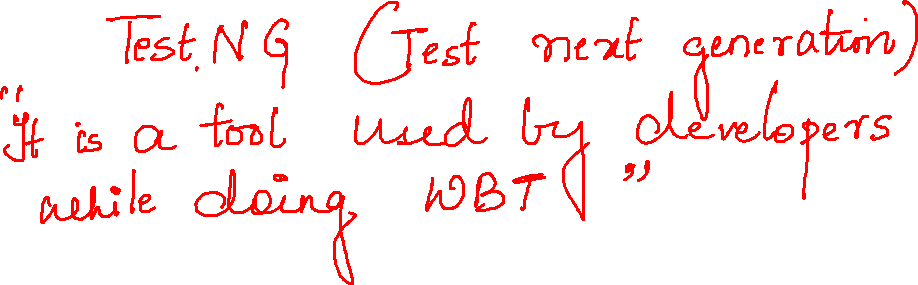 Test.NG (Test next generation)
"It is a tool used by developers
while doing WBT"